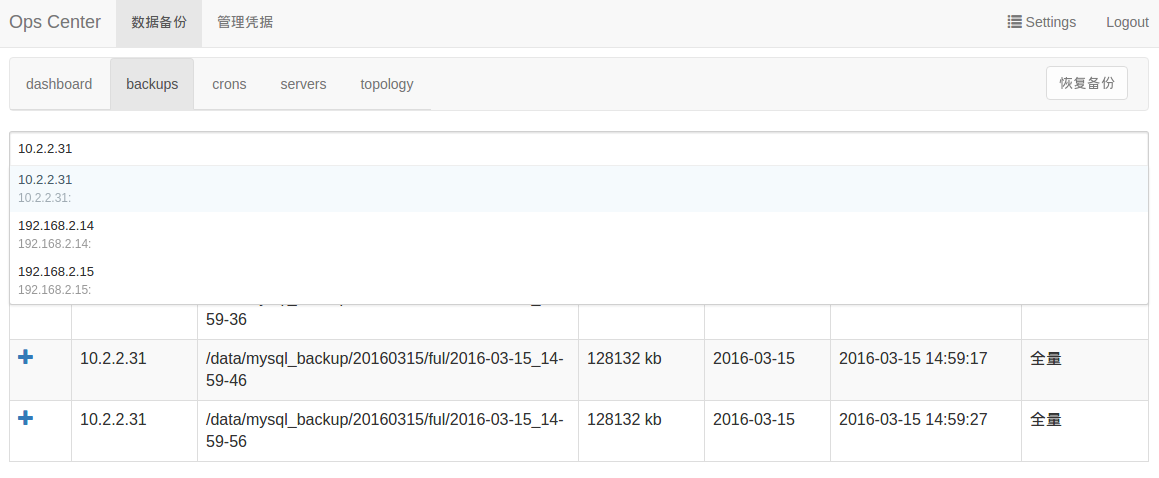 Ops Center 数据备份 管理凭据 Settings Logout
dashboard backups crons servers topology 恢复备份
10.2.2.31
10.2.2.31
10.2.2.31:
192.168.2.14
192.168.2.14:
192.168.2.15
192.168.2.15:
59-36
10.2.2.31 /data/mysql_backup/20160315/ful/2016-03-15_14- 128132 kb 2016-03-15 2016-03-15 14:59:17 全量
59-46
10.2.2.31 /data/mysql_backup/20160315/ful/2016-03-15_14- 128132 kb 2016-03-15 2016-03-15 14:59:27 全量
59-56